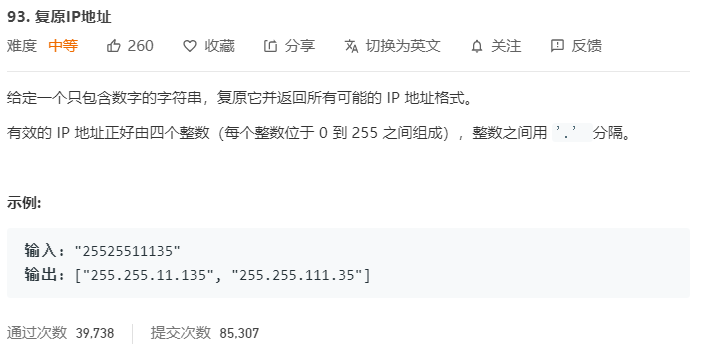 93. 复原IP地址
难度 中等 260 收藏 分享 切换为英文 关注 反馈
给定一个只包含数字的字符串，复原它并返回所有可能的 IP 地址格式。
有效的 IP 地址正好由四个整数（每个整数位于 0 到 255 之间组成），整数之间用 '.' 分隔。
示例:
输入: "25525511135"
输出: ["255.255.11.135", "255.255.111.35"]
通过次数 39,738 提交次数 85,307